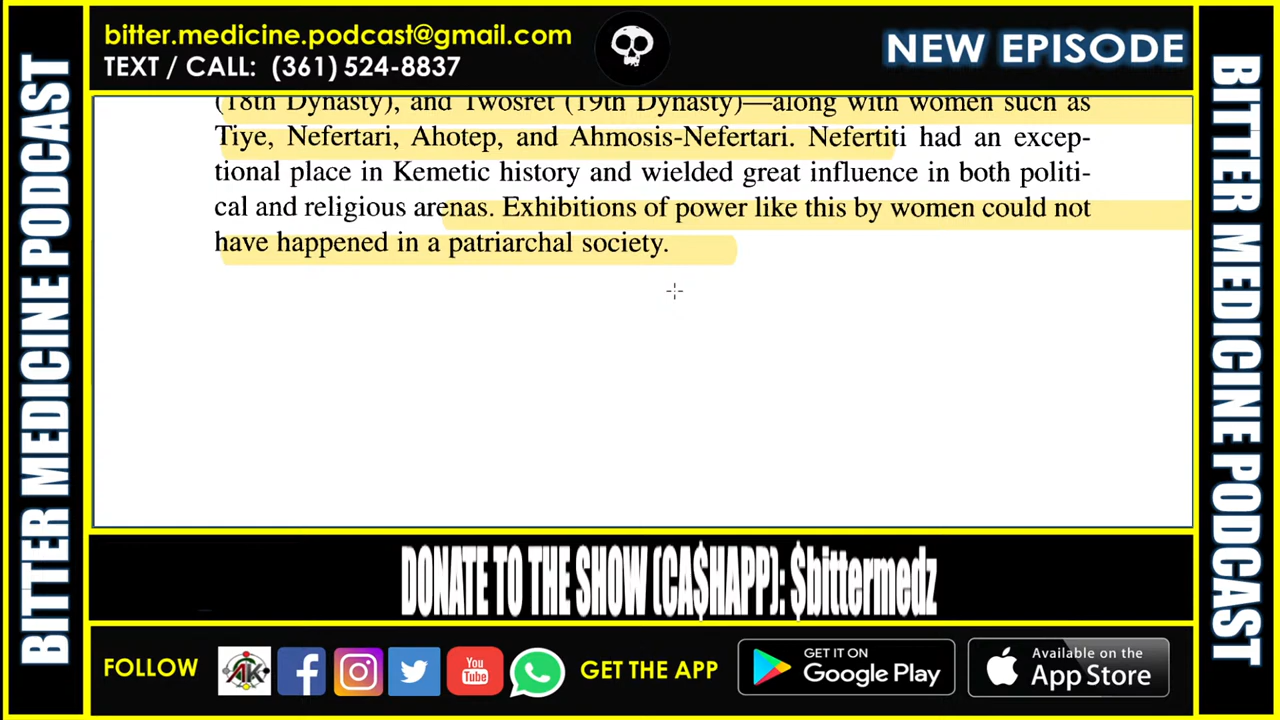 bitter.medicine.podcast@gmail.com
TEXT / CALL: (361) 524-8837
NEW EPISODE
BITTER MEDICINE PODCAST
(18th Dynasty), and Twosret (19th Dynasty)—along with women such as
Tiye, Nefertari, Ahotep, and Ahmosis-Nefertari. Nefertiti had an excep-
tional place in Kemetic history and wielded great influence in both politi-
cal and religious arenas. Exhibitions of power like this by women could not
have happened in a patriarchal society.
BITTER MEDICINE PODCAST
DONATE TO THE SHOW (CA$HAPP): $bittermedz
FOLLOW
ATK
You
Tube
GET THE APP
GET IT ON
Google Play
Available on the
App Store